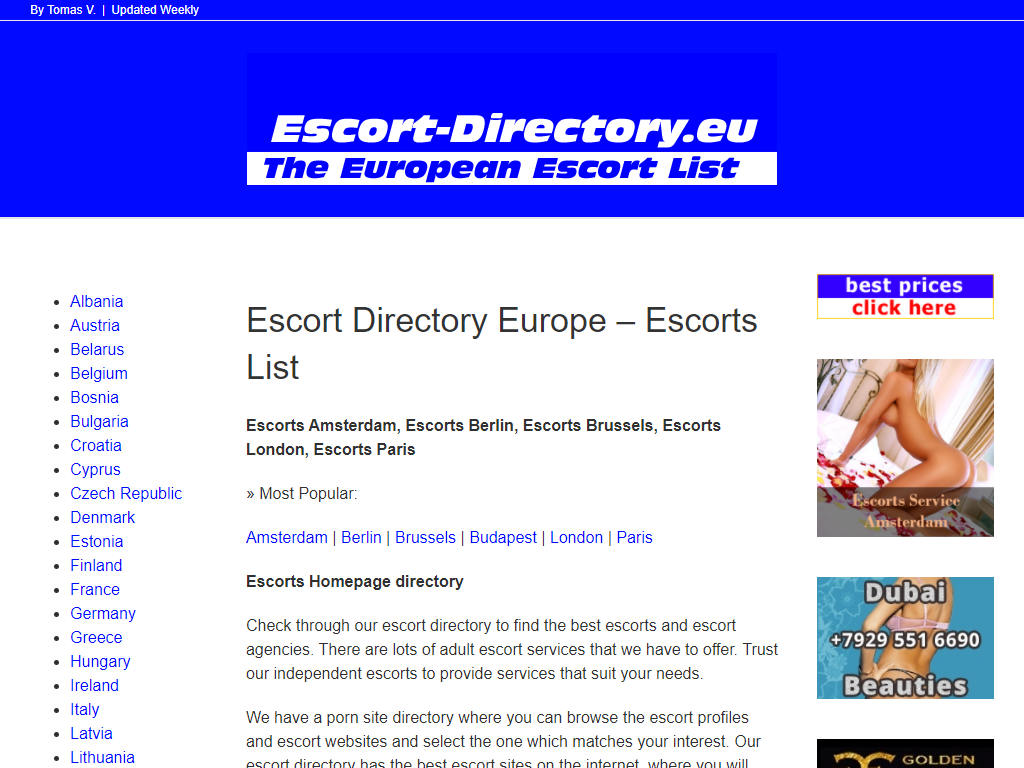 By Tomas V. | Updated Weekly
Escort-Directory.eu
The European Escort List
Albania
Austria
Belarus
Belgium
Bosnia
Bulgaria
Croatia
Cyprus
Czech Republic
Denmark
Estonia
Finland
France
Germany
Greece
Hungary
Ireland
Italy
Latvia
Lithuania
Escort Directory Europe – Escorts
List
Escorts Amsterdam, Escorts Berlin, Escorts Brussels, Escorts
London, Escorts Paris
» Most Popular:
Amsterdam | Berlin | Brussels | Budapest | London | Paris
Escorts Homepage directory
Check through our escort directory to find the best escorts and escort
agencies. There are lots of adult escort services that we have to offer. Trust
our independent escorts to provide services that suit your needs.
We have a porn site directory where you can browse the escort profiles
and escort websites and select the one which matches your interest. Our
escort directory has the best escort sites on the internet, where you will
best prices
click here
Escorts Service
Amsterdam
Dubai
+7929 551 6690
Beauties
GOLDEN